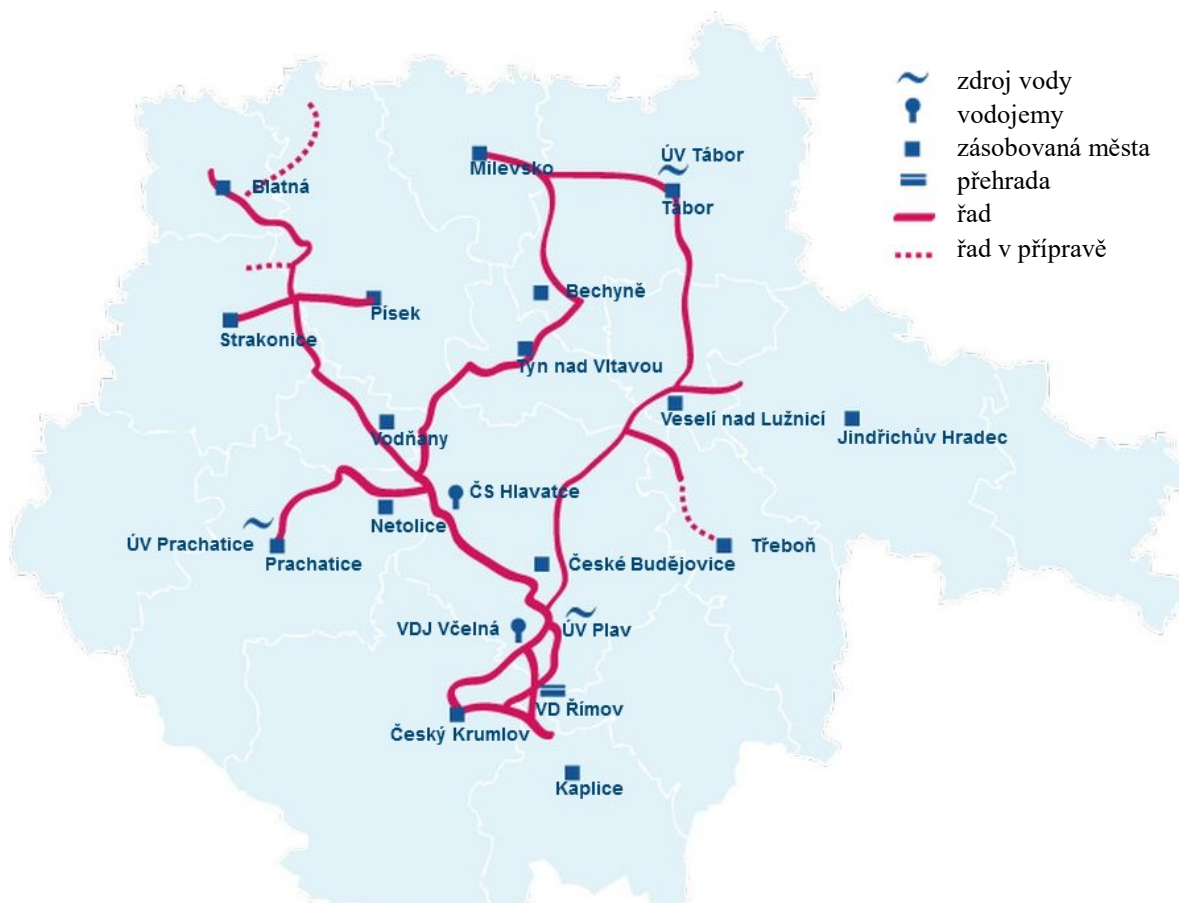 zdroj vody
vodojemy
zásobovaná města
přehrada
řad
řad v přípravě
Milevsko
ÚV Tábor
Tábor
Blatná
Bechyně
Písek
Strakonice
Týn nad Vltavou
Veselí nad Lužnicí
Vodňany
Jindřichův Hradec
ČS Hlavatce
Netolice
ÚV Prachatice
Prachatice
Třeboň
České Budějovice
VDJ Včelná
ÚV Plav
VD Římov
Český Krumlov
Kaplice